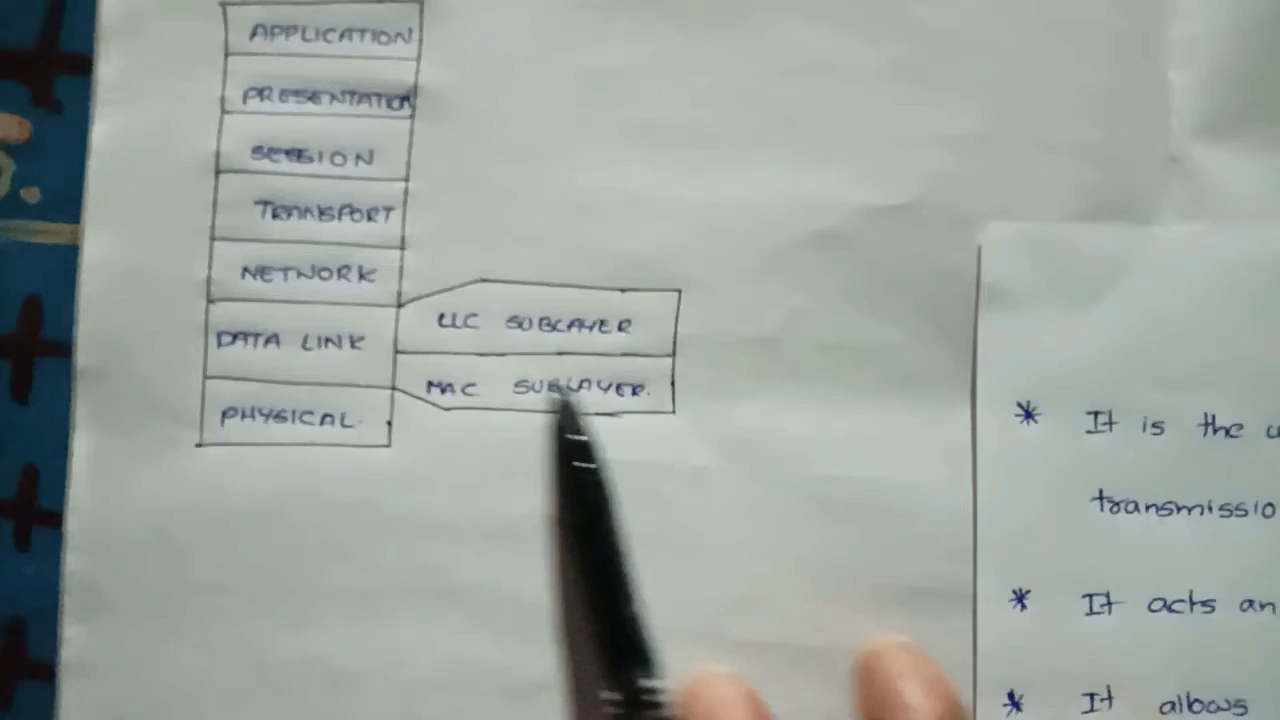 APPLICATION
PRESENTATION
SESSION
TRANSPORT
NETWORK
DATA LINK
PHYSICAL.
LLC SUBLAYER
MAC SUBLAYER.
* It is the
transmissio
* It acts an
* It allows